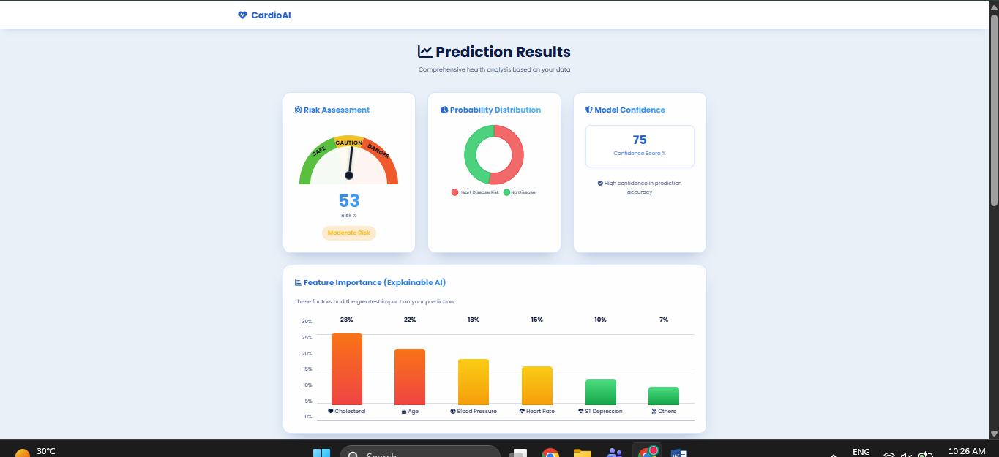 CardioAI
Prediction Results
Comprehensive health analysis based on your data
Risk Assessment
SAFE
CAUTION
DANGER
53
Risk %
Moderate Risk
Probability Distribution
Heart Disease Risk
No Disease
Model Confidence
75
Confidence Score %
High confidence in prediction
accuracy
Feature Importance (Explainable AI)
These factors had the greatest impact on your prediction:
30%
25%
20%
15%
10%
5%
0%
28%
22%
18%
15%
10%
7%
Cholesterol
Age
Blood Pressure
Heart Rate
ST Depression
Others
30°C
Search
W
ENG
10:26 AM